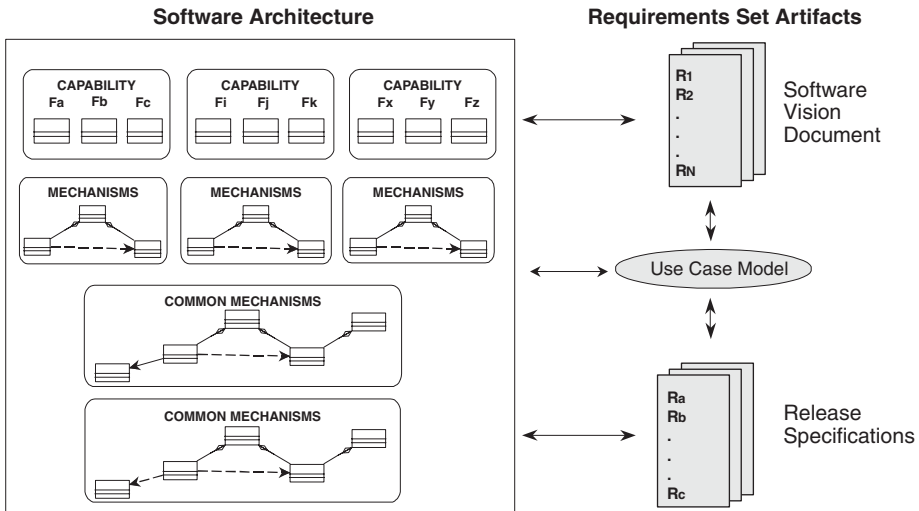 Software Architecture
Requirements Set Artifacts
CAPABILITY
Fa Fb Fc
CAPABILITY
Fi Fj Fk
CAPABILITY
Fx Fy Fz
MECHANISMS
MECHANISMS
MECHANISMS
COMMON MECHANISMS
COMMON MECHANISMS
R1
R2
.
.
.
RN
Software
Vision
Document
Use Case Model
Ra
Rb
.
.
.
Rc
Release
Specifications